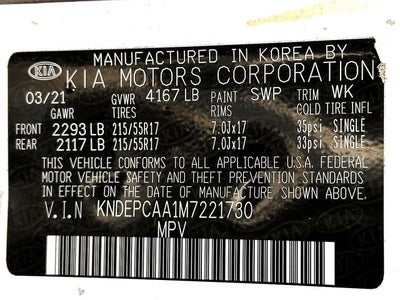 MANUFACTURED IN KOREA BY
KIA KIA MOTORS CORPORATION
03/21 GVWR 4167 LB PAINT SWP TRIM WK
GAWR TIRE RIMS COLD TIRE INFL
FRONT 2293 LB 215/55R17 7.0Jx17 35psi SINGLE
REAR 2117 LB 215/55R17 7.0Jx17 33psi SINGLE
THIS VEHICLE CONFORMS TO ALL APPLICABLE U.S.A. FEDERAL
MOTOR VEHICLE SAFETY AND THEFT PREVENTION STANDARDS
IN EFFECT ON THE DATE OF MANUFACTURE SHOWN ABOVE.
V.I.N KNDEPCAA1M7221730
MPV